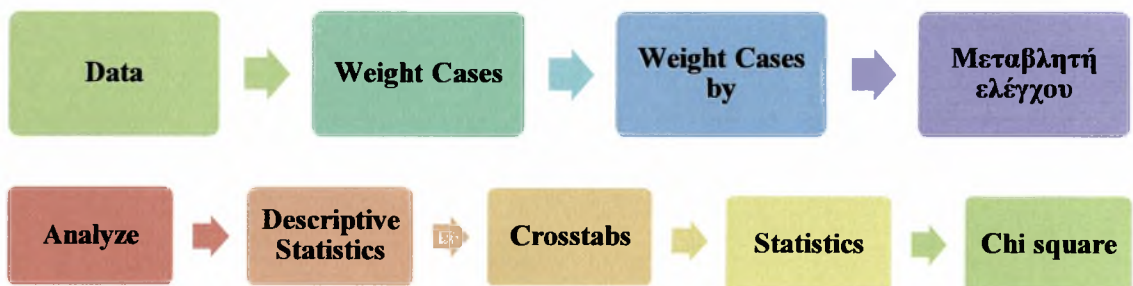 Data
Weight Cases
Weight Cases
by
Μεταβλητή
ελέγχου
Analyze
Descriptive
Statistics
Crosstabs
Statistics
Chi square